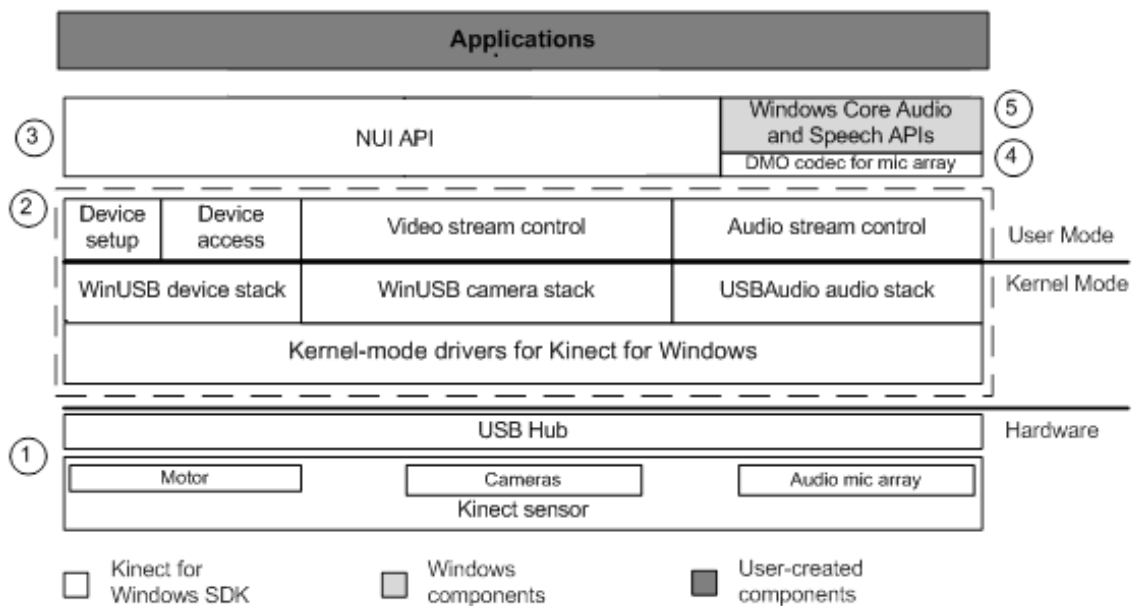 Applications
3
NUI API
Windows Core Audio
and Speech APIs
5
DMO codec for mic array
4
2
Device
setup
Device
access
Video stream control
Audio stream control
User Mode
WinUSB device stack
WinUSB camera stack
USBAudio audio stack
Kernel Mode
Kernel-mode drivers for Kinect for Windows
USB Hub
Hardware
1
Motor
Cameras
Audio mic array
Kinect sensor
Kinect for
Windows SDK
Windows
components
User-created
components